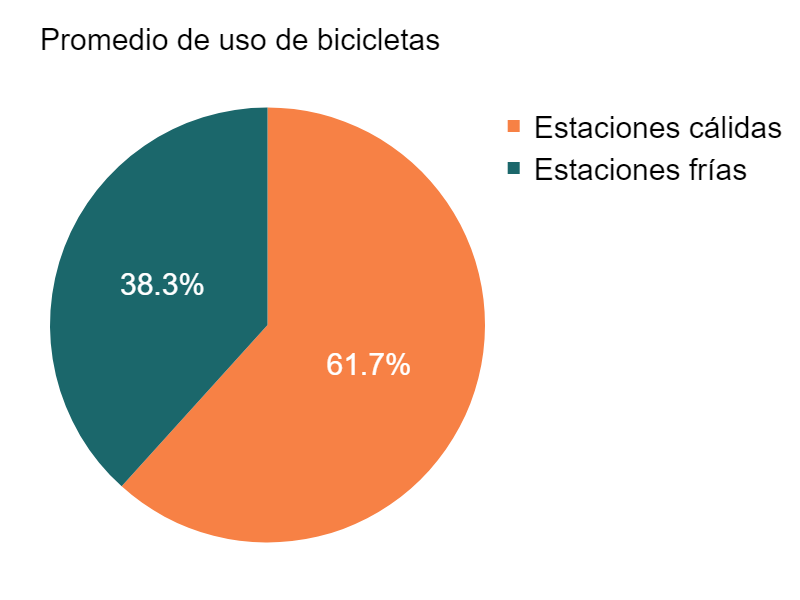 Promedio de uso de bicicletas
Estaciones cálidas
Estaciones frías
38.3%
61.7%